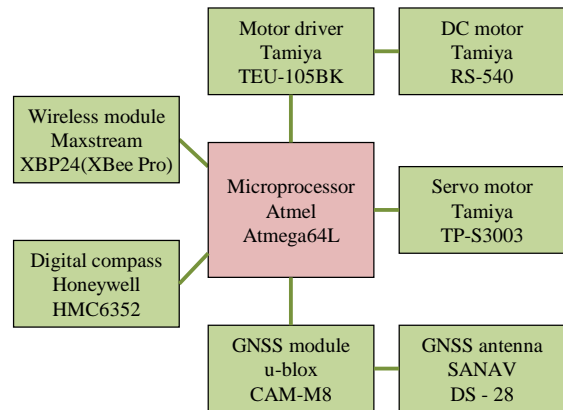 Motor driver
Tamiya
TEU-105BK
DC motor
Tamiya
RS-540
Wireless module
Maxstream
XBP24(XBee Pro)
Microprocessor
Atmel
Atmega64L
Servo motor
Tamiya
TP-S3003
Digital compass
Honeywell
HMC6352
GNSS module
u-blox
CAM-M8
GNSS antenna
SANAV
DS - 28